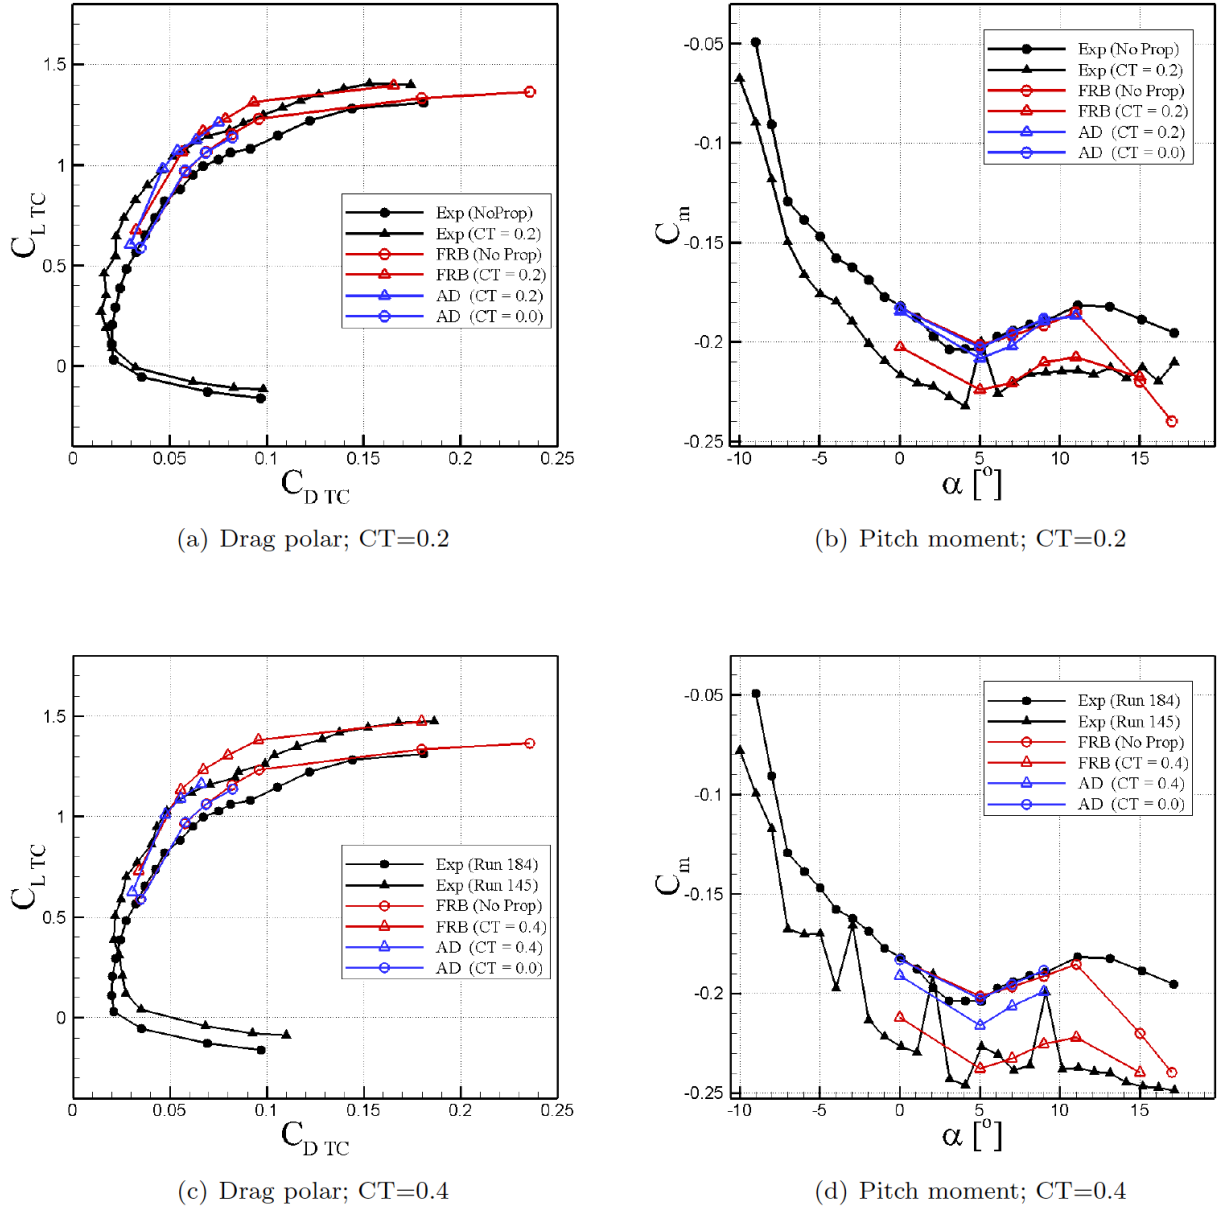 1.5
1
0.5
0
C_L TC
0
0.05
0.1
0.15
0.2
0.25
C_D TC
Exp (NoProp)
Exp (CT = 0.2)
FRB (No Prop)
FRB (CT = 0.2)
AD (CT = 0.2)
AD (CT = 0.0)
(a) Drag polar; CT=0.2
-0.05
-0.1
-0.15
-0.2
-0.25
C_m
-10
-5
0
5
10
15
α [°]
Exp (No Prop)
Exp (CT = 0.2)
FRB (No Prop)
FRB (CT = 0.2)
AD (CT = 0.2)
AD (CT = 0.0)
(b) Pitch moment; CT=0.2
1.5
1
0.5
0
C_L TC
0
0.05
0.1
0.15
0.2
0.25
C_D TC
Exp (Run 184)
Exp (Run 145)
FRB (No Prop)
FRB (CT = 0.4)
AD (CT = 0.4)
AD (CT = 0.0)
(c) Drag polar; CT=0.4
-0.05
-0.1
-0.15
-0.2
-0.25
C_m
-10
-5
0
5
10
15
α [°]
Exp (Run 184)
Exp (Run 145)
FRB (No Prop)
FRB (CT = 0.4)
AD (CT = 0.4)
AD (CT = 0.0)
(d) Pitch moment; CT=0.4